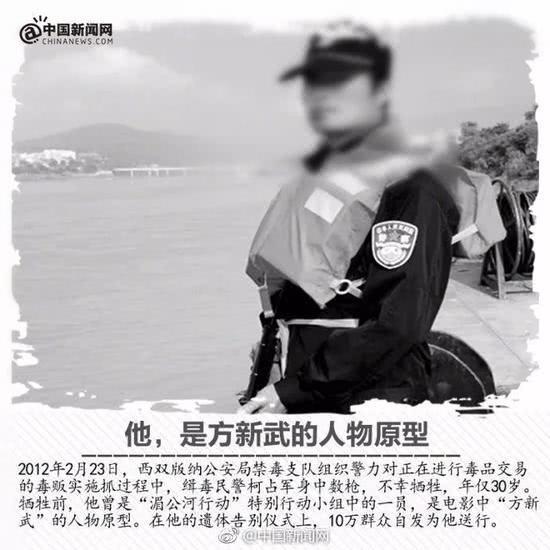 @中国新闻网
CHINANEWS.COM
他，是方新武的人物原型
2012年2月23日，西双版纳公安局禁毒支队组织警力对正在进行毒品交易
的毒贩实施抓过程中，缉毒民警柯占军身中数枪，不幸牺牲，年仅30岁。
牺牲前，他曾是“湄公河行动”特别行动小组中的一员，是电影中“方新
武”的人物原型。在他的遗体告别仪式上，10万群众自发为他送行。
@中国新闻网